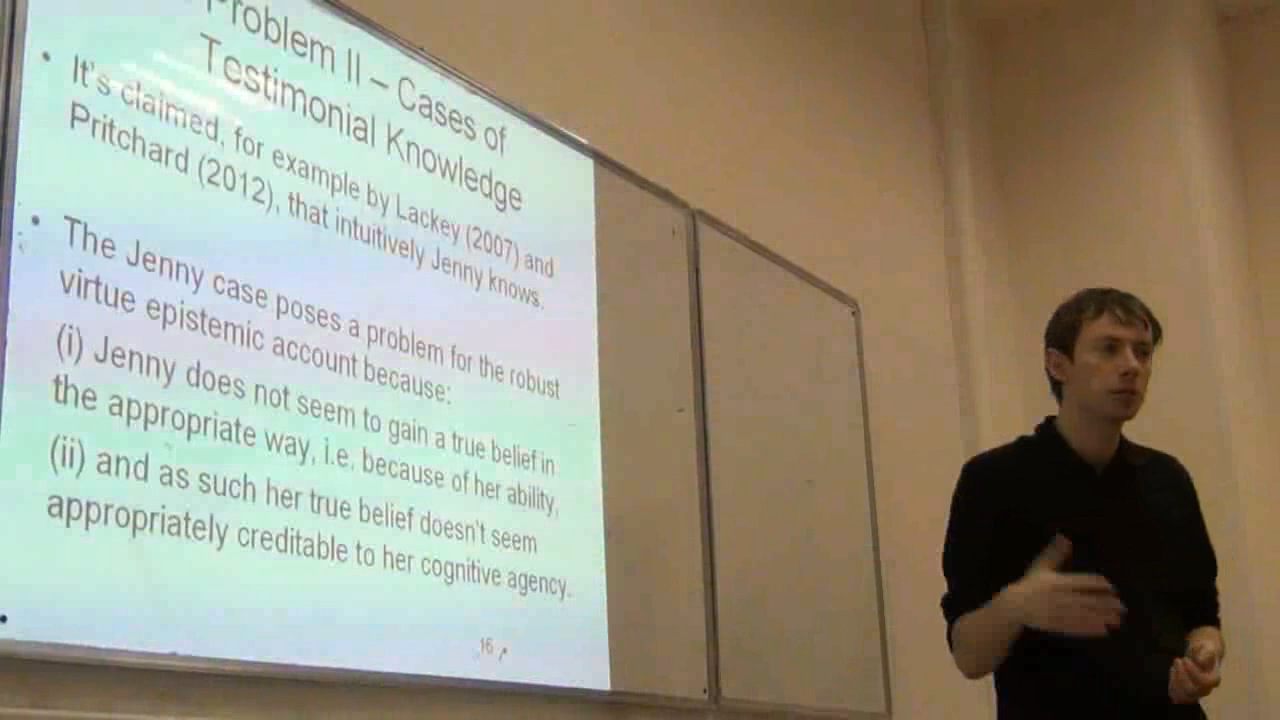 Problem II – Cases of
Testimonial Knowledge
• It's claimed, for example by Lackey (2007) and
Pritchard (2012), that intuitively Jenny knows.
• The Jenny case poses a problem for the robust
virtue epistemic account because:
(i) Jenny does not seem to gain a true belief in
the appropriate way, i.e. because of her ability,
(ii) and as such her true belief doesn't seem
appropriately creditable to her cognitive agency.
16